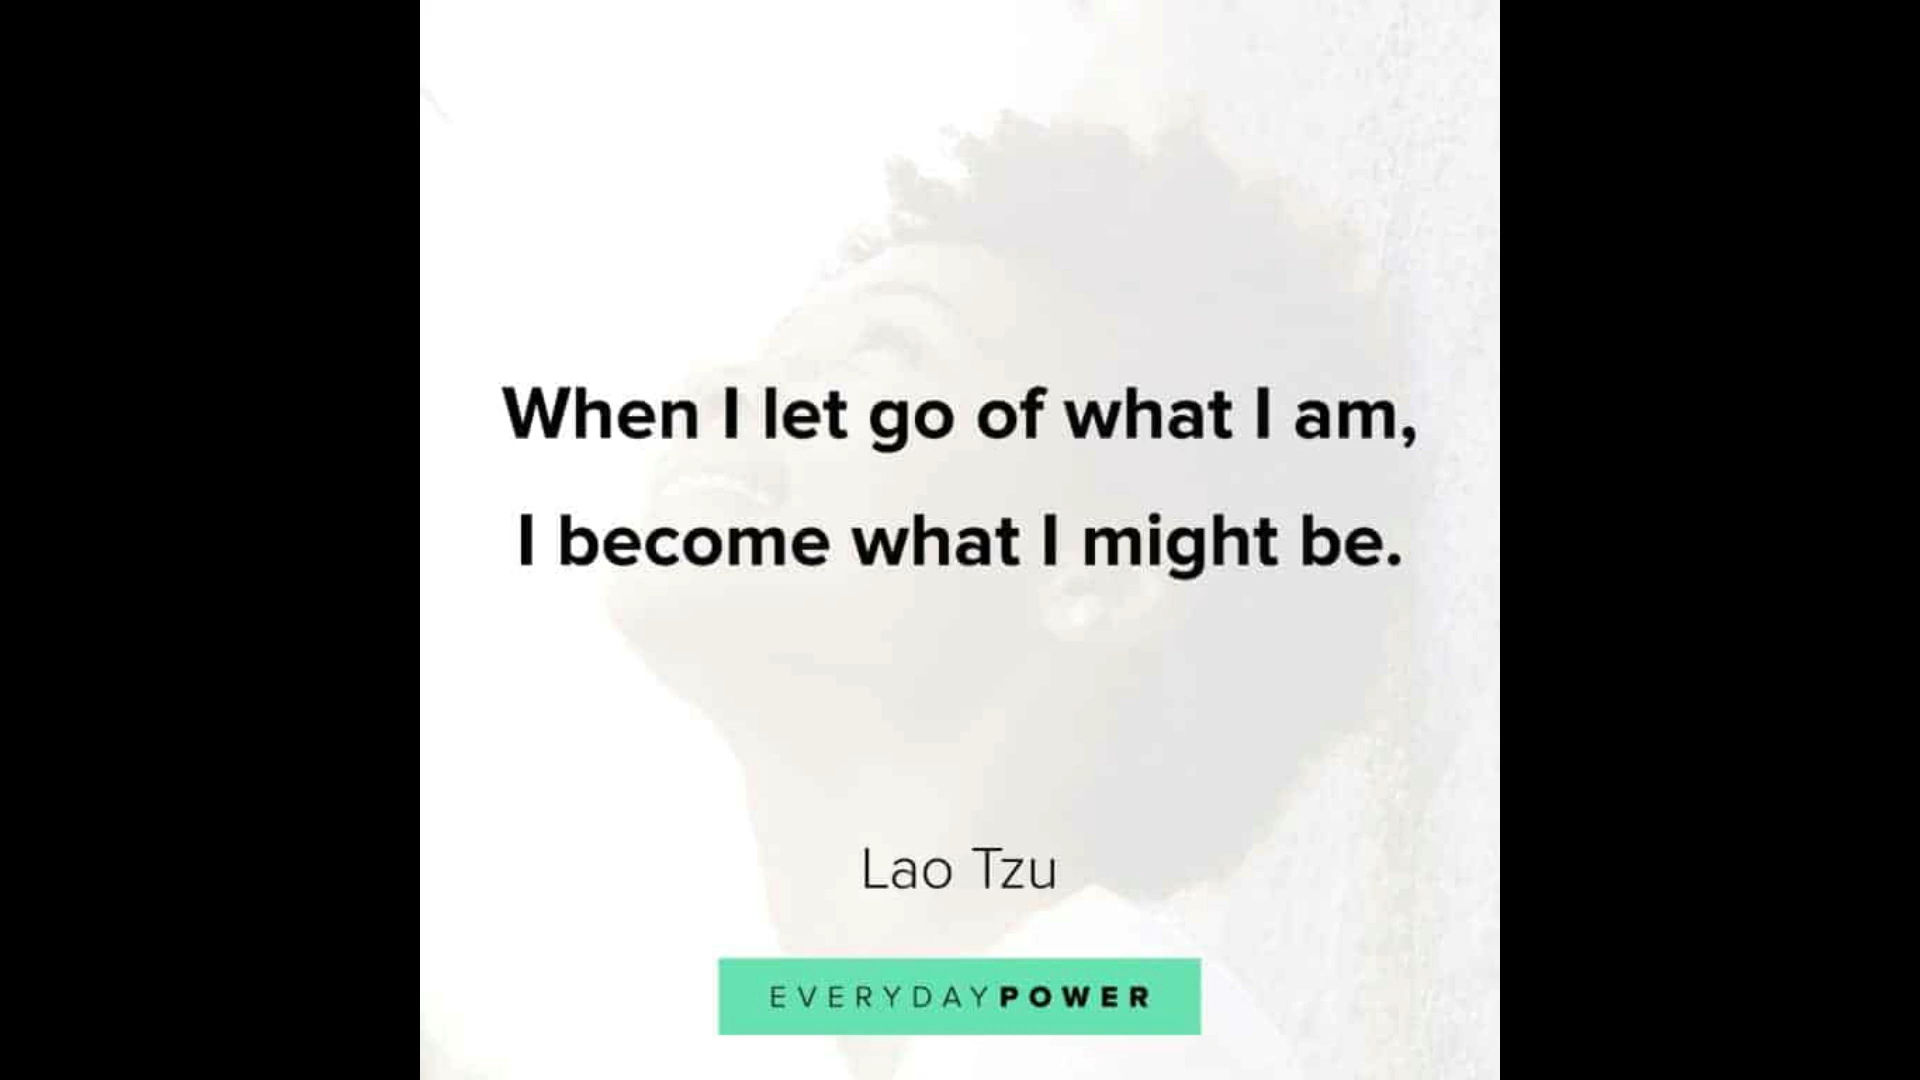 When I let go of what I am,
I become what I might be.
Lao Tzu
EVERYDAYPOWER